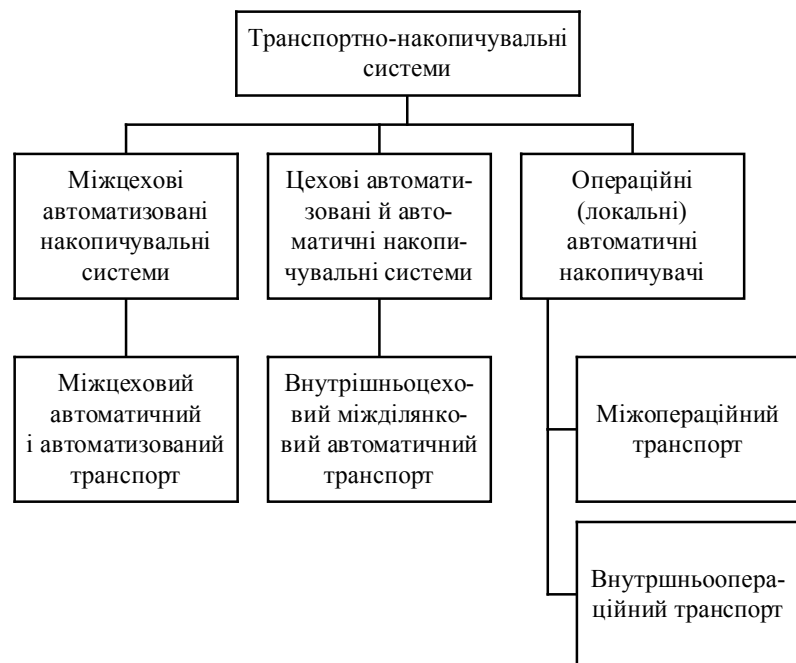 Транспортно-накопичувальні
системи
Міжцехові
автоматизовані
накопичувальні
системи
Цехові автомати-
зовані й авто-
матичні накопи-
чувальні системи
Операційні
(локальні)
автоматичні
накопичувачі
Міжцеховий
автоматичний
і автоматизований
транспорт
Внутрішньоцехо-
вий міжділянко-
вий автоматичний
транспорт
Міжопераційний
транспорт
Внутршньоопера-
ційний транспорт